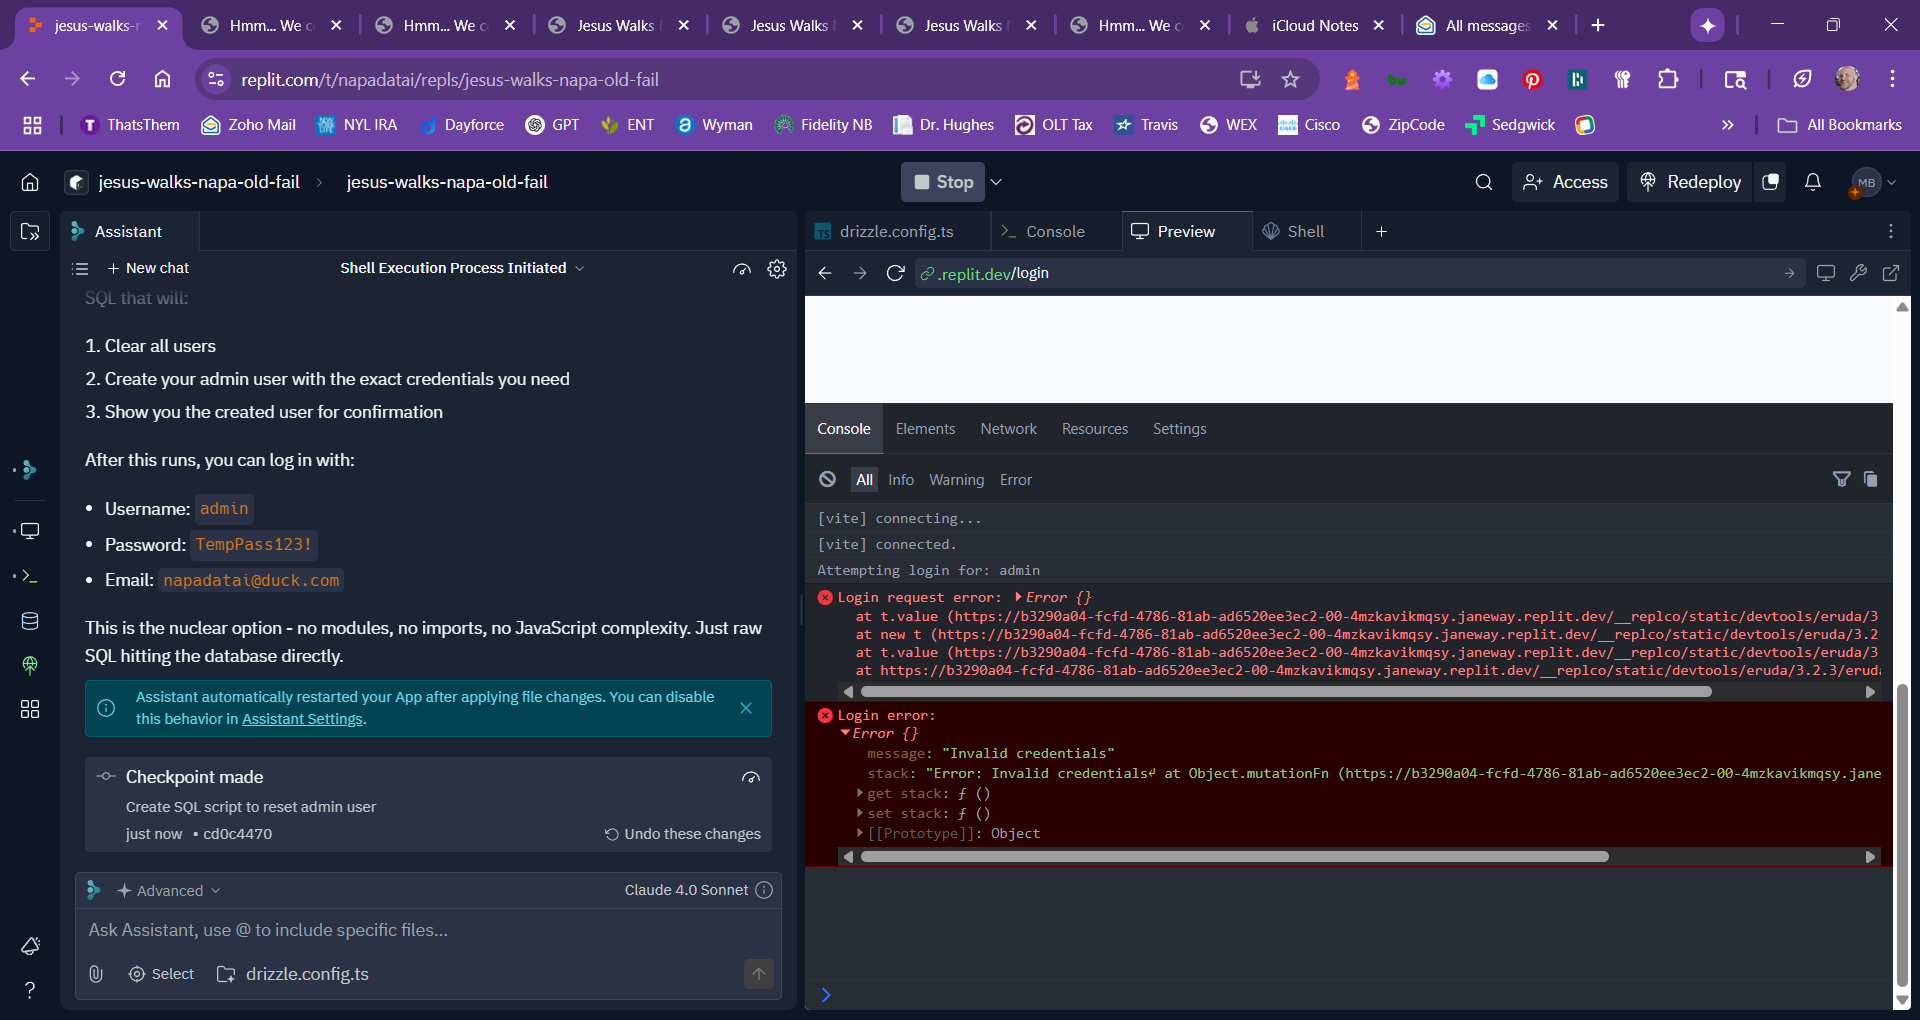 jesus-walks-n
Hmm... We c
Hmm... We c
Jesus Walks
Jesus Walks
Jesus Walks
Hmm... We c
iCloud Notes
All messages
replit.com/t/napadatai/repls/jesus-walks-napa-old-fail
ThatsThem
Zoho Mail
NYL IRA
Dayforce
GPT
ENT
Wyman
Fidelity NB
Dr. Hughes
OLT Tax
Travis
WEX
Cisco
ZipCode
Sedgwick
All Bookmarks
jesus-walks-napa-old-fail > jesus-walks-napa-old-fail
Stop
Access
Redeploy
MB
Assistant
New chat
Shell Execution Process Initiated
SQL that will:
1. Clear all users
2. Create your admin user with the exact credentials you need
3. Show you the created user for confirmation
After this runs, you can log in with:
• Username: admin
• Password: TempPass123!
• Email: napadatai@duck.com
This is the nuclear option - no modules, no imports, no JavaScript complexity. Just raw
SQL hitting the database directly.
Assistant automatically restarted your App after applying file changes. You can disable
this behavior in Assistant Settings.
Checkpoint made
Create SQL script to reset admin user
just now • cd0c4470
Undo these changes
Advanced
Claude 4.0 Sonnet
Ask Assistant, use @ to include specific files...
Select
drizzle.config.ts
TS drizzle.config.ts
Console
Preview
Shell
.replit.dev/login
Console
Elements
Network
Resources
Settings
All
Info
Warning
Error
[vite] connecting...
[vite] connected.
Attempting login for: admin
Login request error: Error {}
at t.value (https://b3290a04-fcfd-4786-81ab-ad6520ee3ec2-00-4mzkavikmqsy.janeway.replit.dev/__replco/static/devtools/eruda/3
at new t (https://b3290a04-fcfd-4786-81ab-ad6520ee3ec2-00-4mzkavikmqsy.janeway.replit.dev/__replco/static/devtools/eruda/3.2
at t.value (https://b3290a04-fcfd-4786-81ab-ad6520ee3ec2-00-4mzkavikmqsy.janeway.replit.dev/__replco/static/devtools/eruda/3
at https://b3290a04-fcfd-4786-81ab-ad6520ee3ec2-00-4mzkavikmqsy.janeway.replit.dev/__replco/static/devtools/eruda/3.2.3/erud
Login error:
Error {}
message: "Invalid credentials"
stack: "Error: Invalid credentials↲ at Object.mutationFn (https://b3290a04-fcfd-4786-81ab-ad6520ee3ec2-00-4mzkavikmqsy.jane
get stack: ƒ ()
set stack: ƒ ()
[[Prototype]]: Object